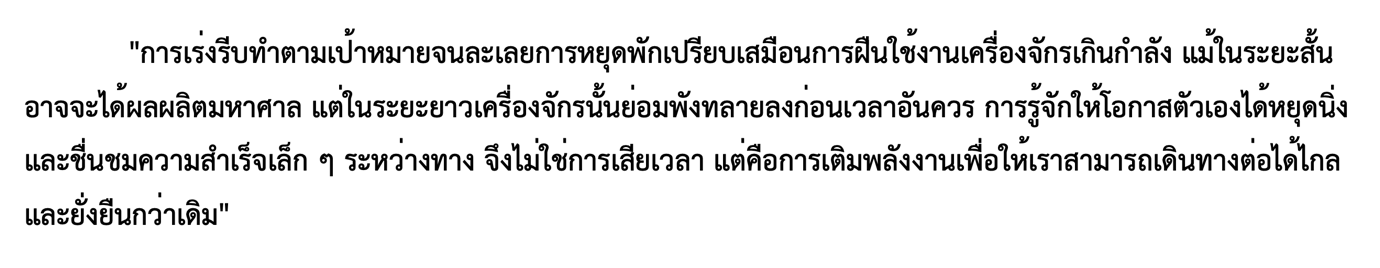 "การเร่งรีบทำตามเป้าหมายจนละเลยการหยุดพักเปรียบเสมือนการฝืนใช้งานเครื่องจักรเกินกำลัง แม้ในระยะสั้น
อาจจะได้ผลผลิตมหาศาล แต่ในระยะยาวเครื่องจักรนั้นย่อมพังทลายลงก่อนเวลาอันควร การรู้จักให้โอกาสตัวเองได้หยุดนิ่ง
และชื่นชมความสำเร็จเล็ก ๆ ระหว่างทาง จึงไม่ใช่การเสียเวลา แต่คือการเติมพลังงานเพื่อให้เราสามารถเดินทางต่อได้ไกล
และยั่งยืนกว่าเดิม"